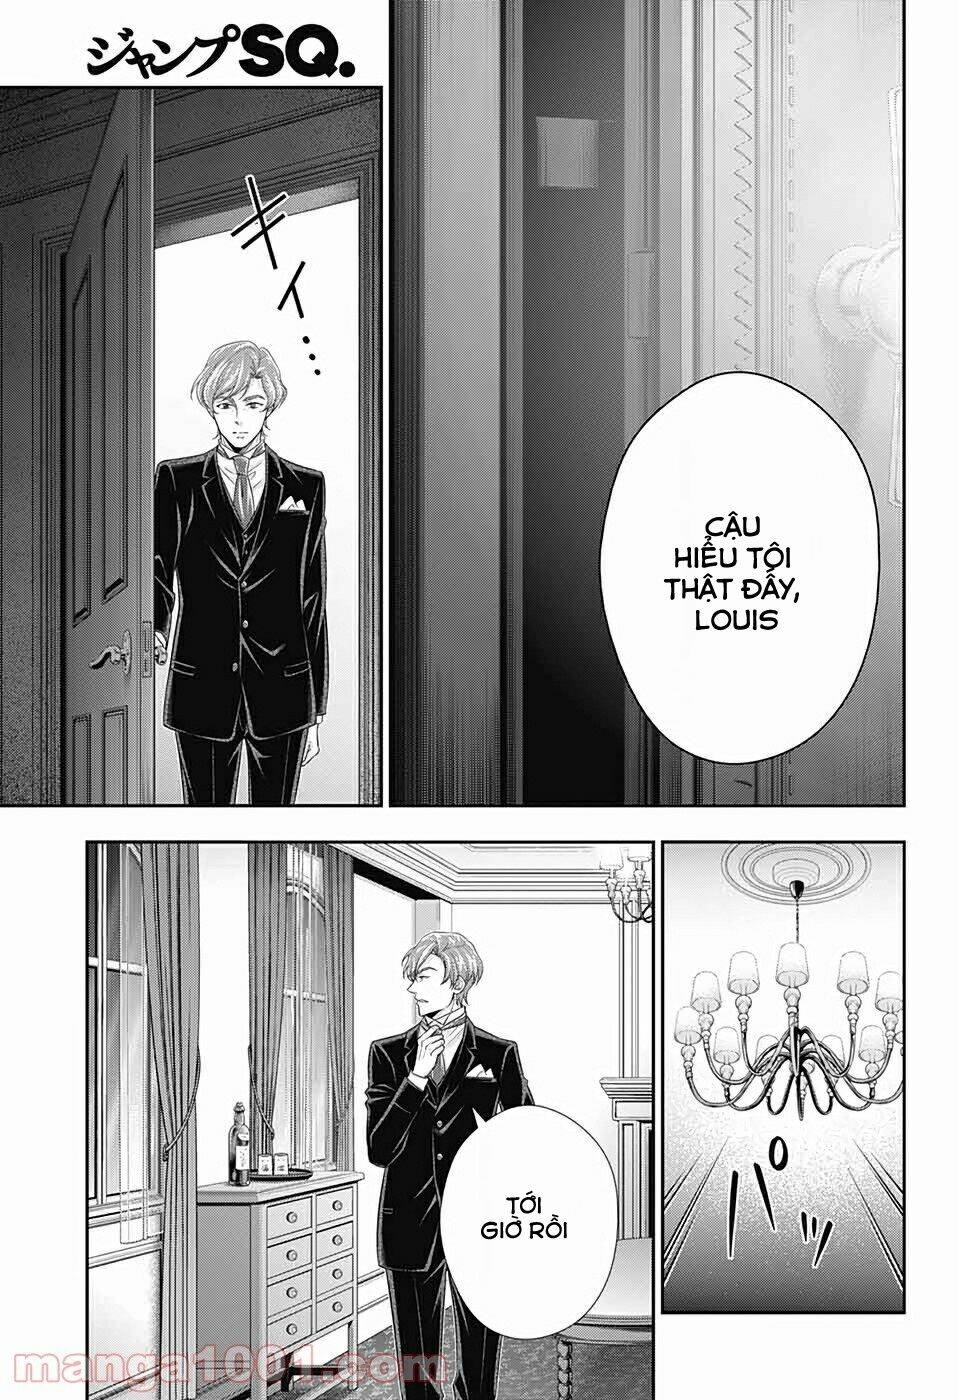 ジャンプSQ.
CẬU
HIỂU TÔI
THẬT ĐẤY,
LOUIS
キィ...
パッ
TỚI
GIỜ RỒI
manga1001.com